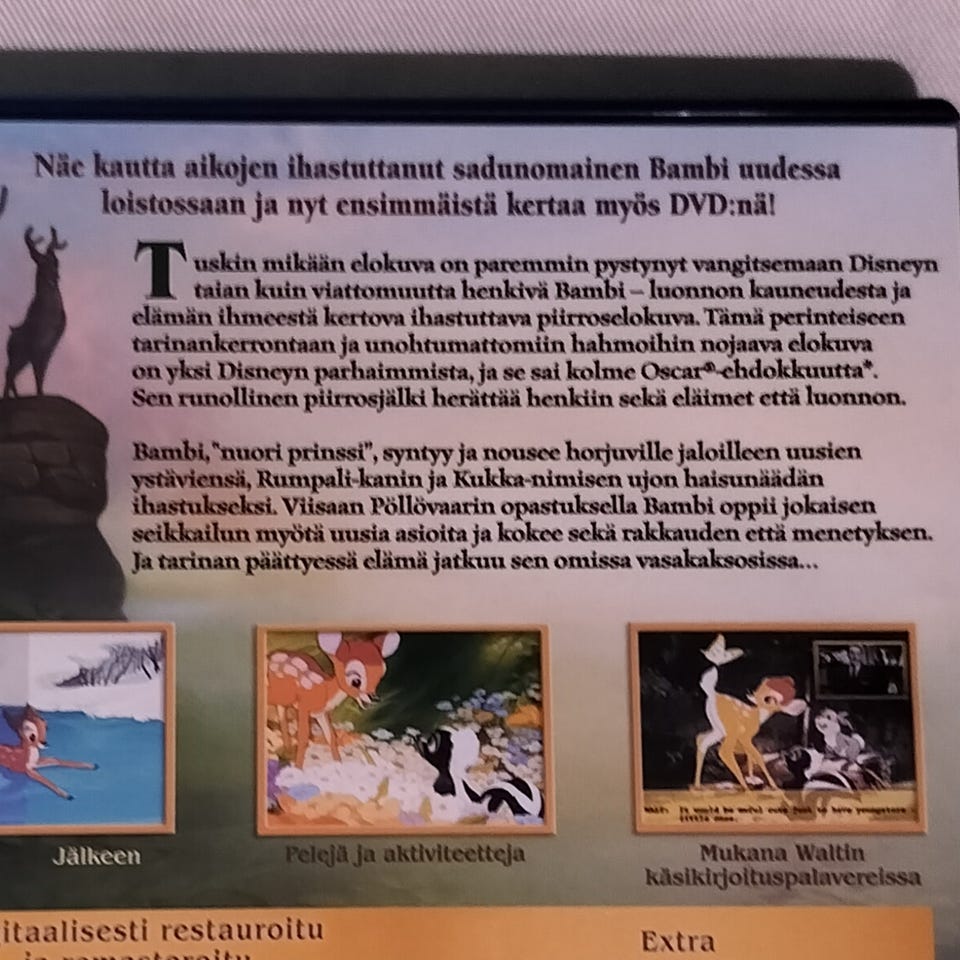 Näe kautta aikojen ihastuttanut sadunomainen Bambi uudessa
loistossaan ja nyt ensimmäistä kertaa myös DVD:nä!
Tuskin mikään elokuva on paremmin pystynyt vangitsemaan Disneyn
taian kuin viattomuutta henkivä Bambi – luonnon kauneudesta ja
elämän ihmeestä kertova ihastuttava piirroselokuva. Tämä perinteiseen
tarinankerrontaan ja unohtumattomiin hahmoihin nojaava elokuva
on yksi Disneyn parhaimmista, ja se sai kolme Oscar®-ehdokkuutta*.
Sen runollinen piirrosjälki herättää henkiin sekä eläimet että luonnon.
Bambi, "nuori prinssi", syntyy ja nousee horjuville jaloilleen uusien
ystäviensä, Rumpali-kanin ja Kukka-nimisen ujon haisunäädän
ihastukseksi. Viisaan Pöllövaarin opastuksella Bambi oppii jokaisen
seikkailun myötä uusia asioita ja kokee sekä rakkauden että menetyksen.
Ja tarinan päättyessä elämä jatkuu sen omissa vasakaksosissa...
Jälkeen
Pelejä ja aktiviteetteja
Mukana Waltin
käsikirjoituspalavereissa
itaalisesti restauroitu
ja remasteroitu
Extra